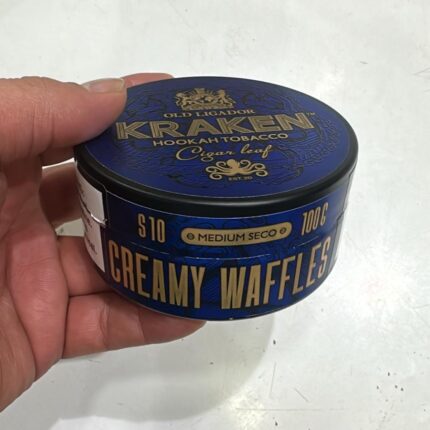 OLD LIGADOR
KRAKEN
HOOKAH TOBACCO
Cigar leaf
S10
MEDIUM SECO
100G
CREAMY WAFFLES